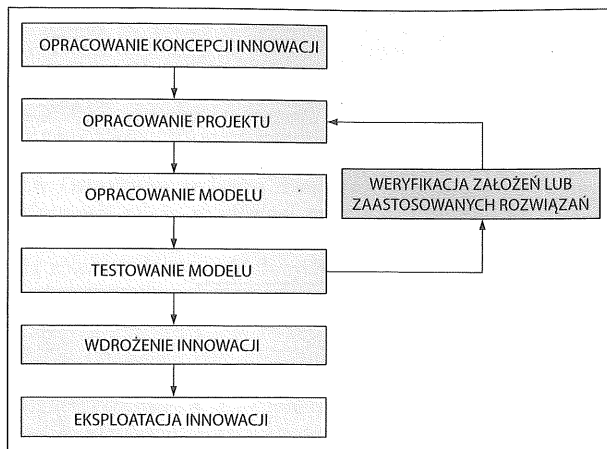 OPRACOWANIE KONCEPCJI INNOWACJI
OPRACOWANIE PROJEKTU
OPRACOWANIE MODELU
WERYFIKACJA ZAŁOŻEŃ LUB
ZAASTOSOWANYCH ROZWIĄZAŃ
TESTOWANIE MODELU
WDROŻENIE INNOWACJI
EKSPLOATACJA INNOWACJI